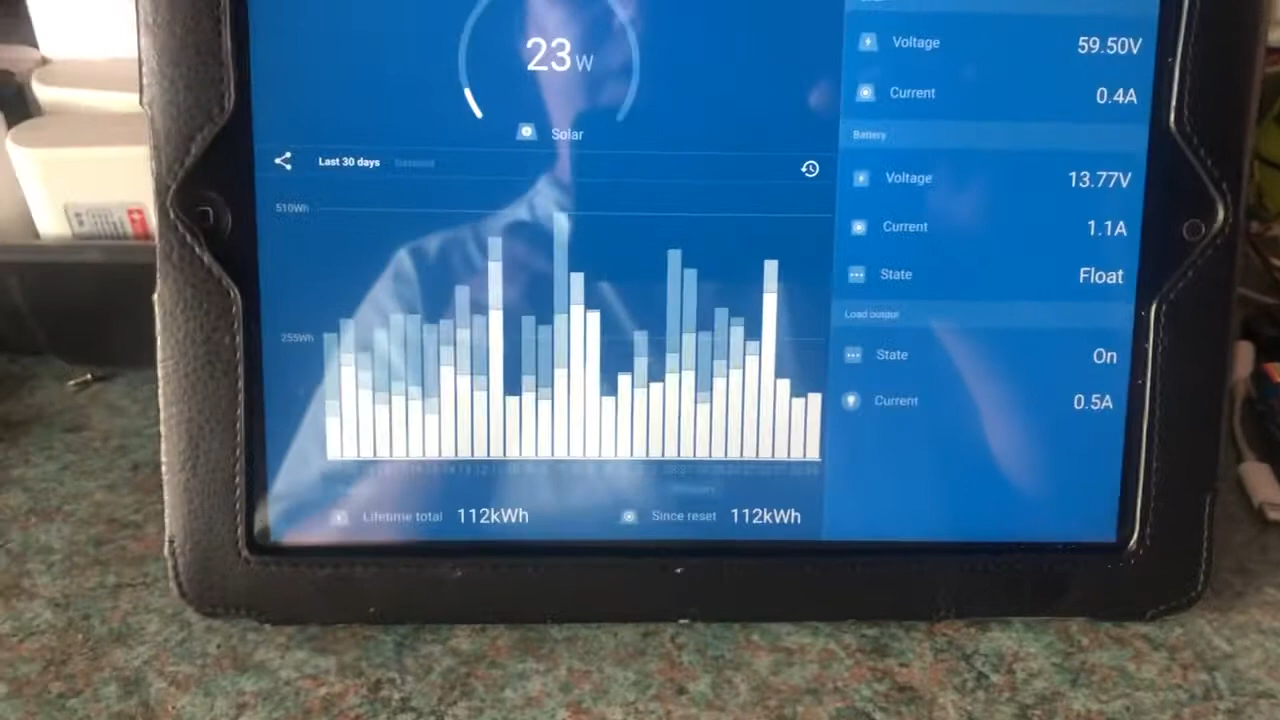 23W
Solar
Last 30 days
510Wh
255Wh
Lifetime total 112kWh
Since reset 112kWh
Voltage 59.50V
Current 0.4A
Battery
Voltage 13.77V
Current 1.1A
State Float
Load output
State On
Current 0.5A